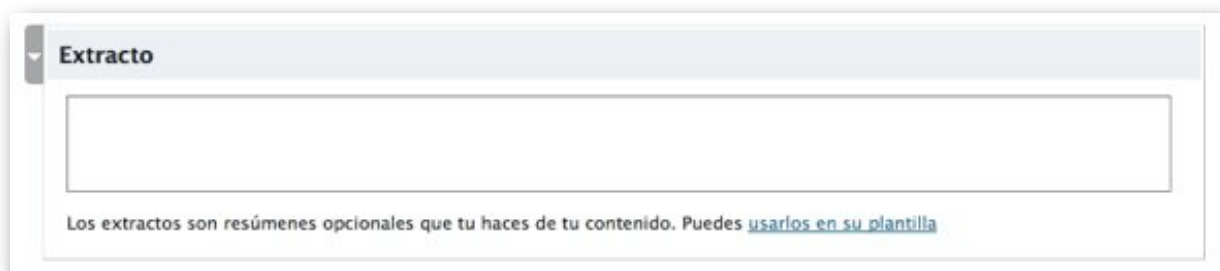 Extracto
Los extractos son resúmenes opcionales que tu haces de tu contenido. Puedes usarlos en su plantilla